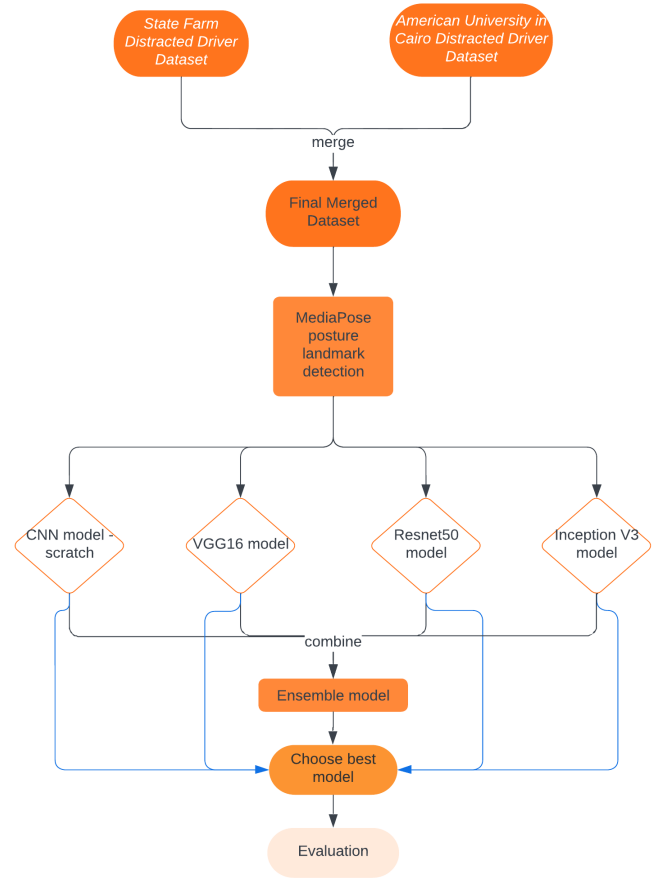 State Farm
Distracted Driver
Dataset
American University in
Cairo Distracted Driver
Dataset
merge
Final Merged
Dataset
MediaPose
posture
landmark
detection
CNN model -
scratch
VGG16 model
Resnet50
model
Inception V3
model
combine
Ensemble model
Choose best
model
Evaluation